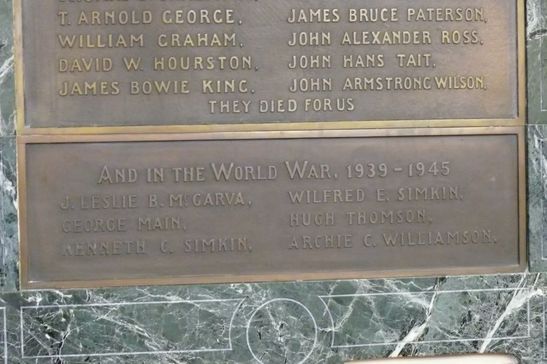 T. ARNOLD GEORGE.
WILLIAM GRAHAM.
DAVID W. HOURSTON.
JAMES BOWIE KING.
JAMES BRUCE PATERSON.
JOHN ALEXANDER ROSS.
JOHN HANS TAIT.
JOHN ARMSTRONG WILSON.
THEY DIED FOR US
AND IN THE WORLD WAR, 1939-1945
J. LESLIE B. MCGARVA,
GEORGE MAIN.
KENNETH C. SIMKIN.
WILFRED E. SIMKIN.
HUGH THOMSON.
ARCHIE C. WILLIAMSON.